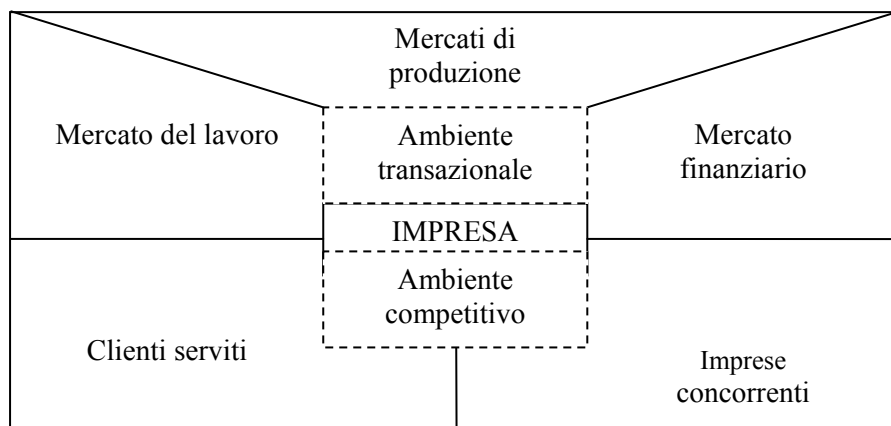 Mercati di
produzione
Mercato del lavoro
Ambiente
transazionale
Mercato
finanziario
IMPRESA
Ambiente
competitivo
Clienti serviti
Imprese
concorrenti